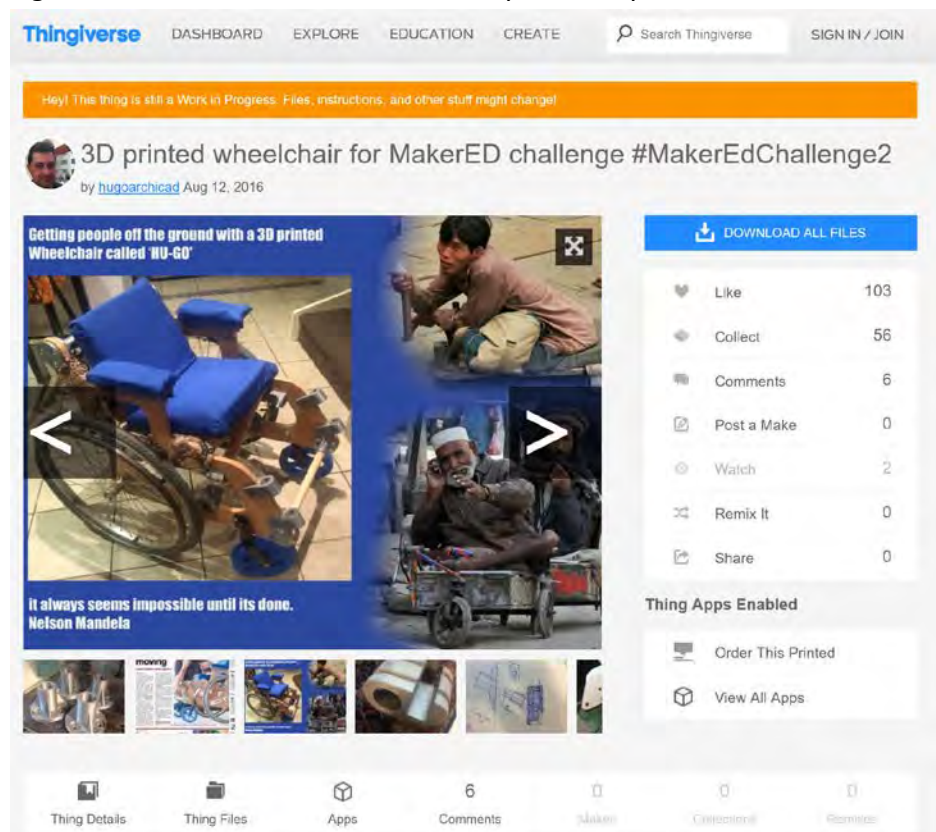 Thingiverse DASHBOARD EXPLORE EDUCATION CREATE Search Thingiverse SIGN IN / JOIN
Hey! This thing is still a Work in Progress. Files, instructions, and other stuff might change!
3D printed wheelchair for MakerED challenge #MakerEdChallenge2
by hugoarchicad Aug 12, 2016
Getting people off the ground with a 3D printed
Wheelchair called 'HU-GO'
< >
it always seems impossible until its done.
Nelson Mandela
moving
DOWNLOAD ALL FILES
Like 103
Collect 56
Comments 6
Post a Make 0
Watch 2
Remix It 0
Share 0
Thing Apps Enabled
Order This Printed
View All Apps
6 0 0 0
Thing Details Thing Files Apps Comments Makes Collections Remixes